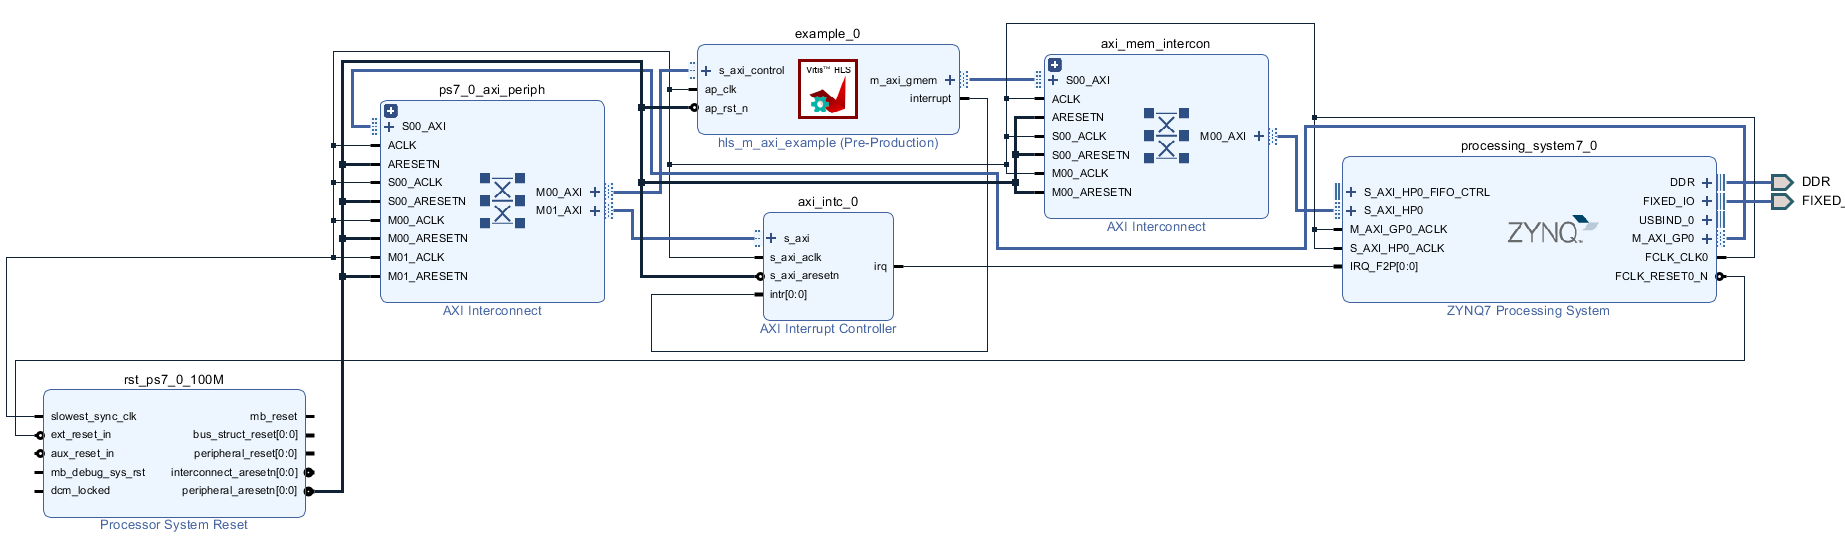 example_0
s_axi_control
ap_clk
ap_rst_n
Vitis™ HLS
m_axi_gmem
interrupt
hls_m_axi_example (Pre-Production)
axi_mem_intercon
S00_AXI
ACLK
ARESETN
S00_ACLK
S00_ARESETN
M00_ACLK
M00_ARESETN
M00_AXI
AXI Interconnect
ps7_0_axi_periph
S00_AXI
ACLK
ARESETN
S00_ACLK
S00_ARESETN
M00_ACLK
M00_ARESETN
M01_ACLK
M01_ARESETN
M00_AXI
M01_AXI
AXI Interconnect
axi_intc_0
s_axi
s_axi_aclk
s_axi_aresetn
intr[0:0]
irq
AXI Interrupt Controller
processing_system7_0
S_AXI_HP0_FIFO_CTRL
S_AXI_HP0
M_AXI_GP0_ACLK
S_AXI_HP0_ACLK
IRQ_F2P[0:0]
ZYNQ
DDR
FIXED_IO
USBIND_0
M_AXI_GP0
FCLK_CLK0
FCLK_RESET0_N
ZYNQ7 Processing System
DDR
FIXED_
rst_ps7_0_100M
slowest_sync_clk
ext_reset_in
aux_reset_in
mb_debug_sys_rst
dcm_locked
mb_reset
bus_struct_reset[0:0]
peripheral_reset[0:0]
interconnect_aresetn[0:0]
peripheral_aresetn[0:0]
Processor System Reset